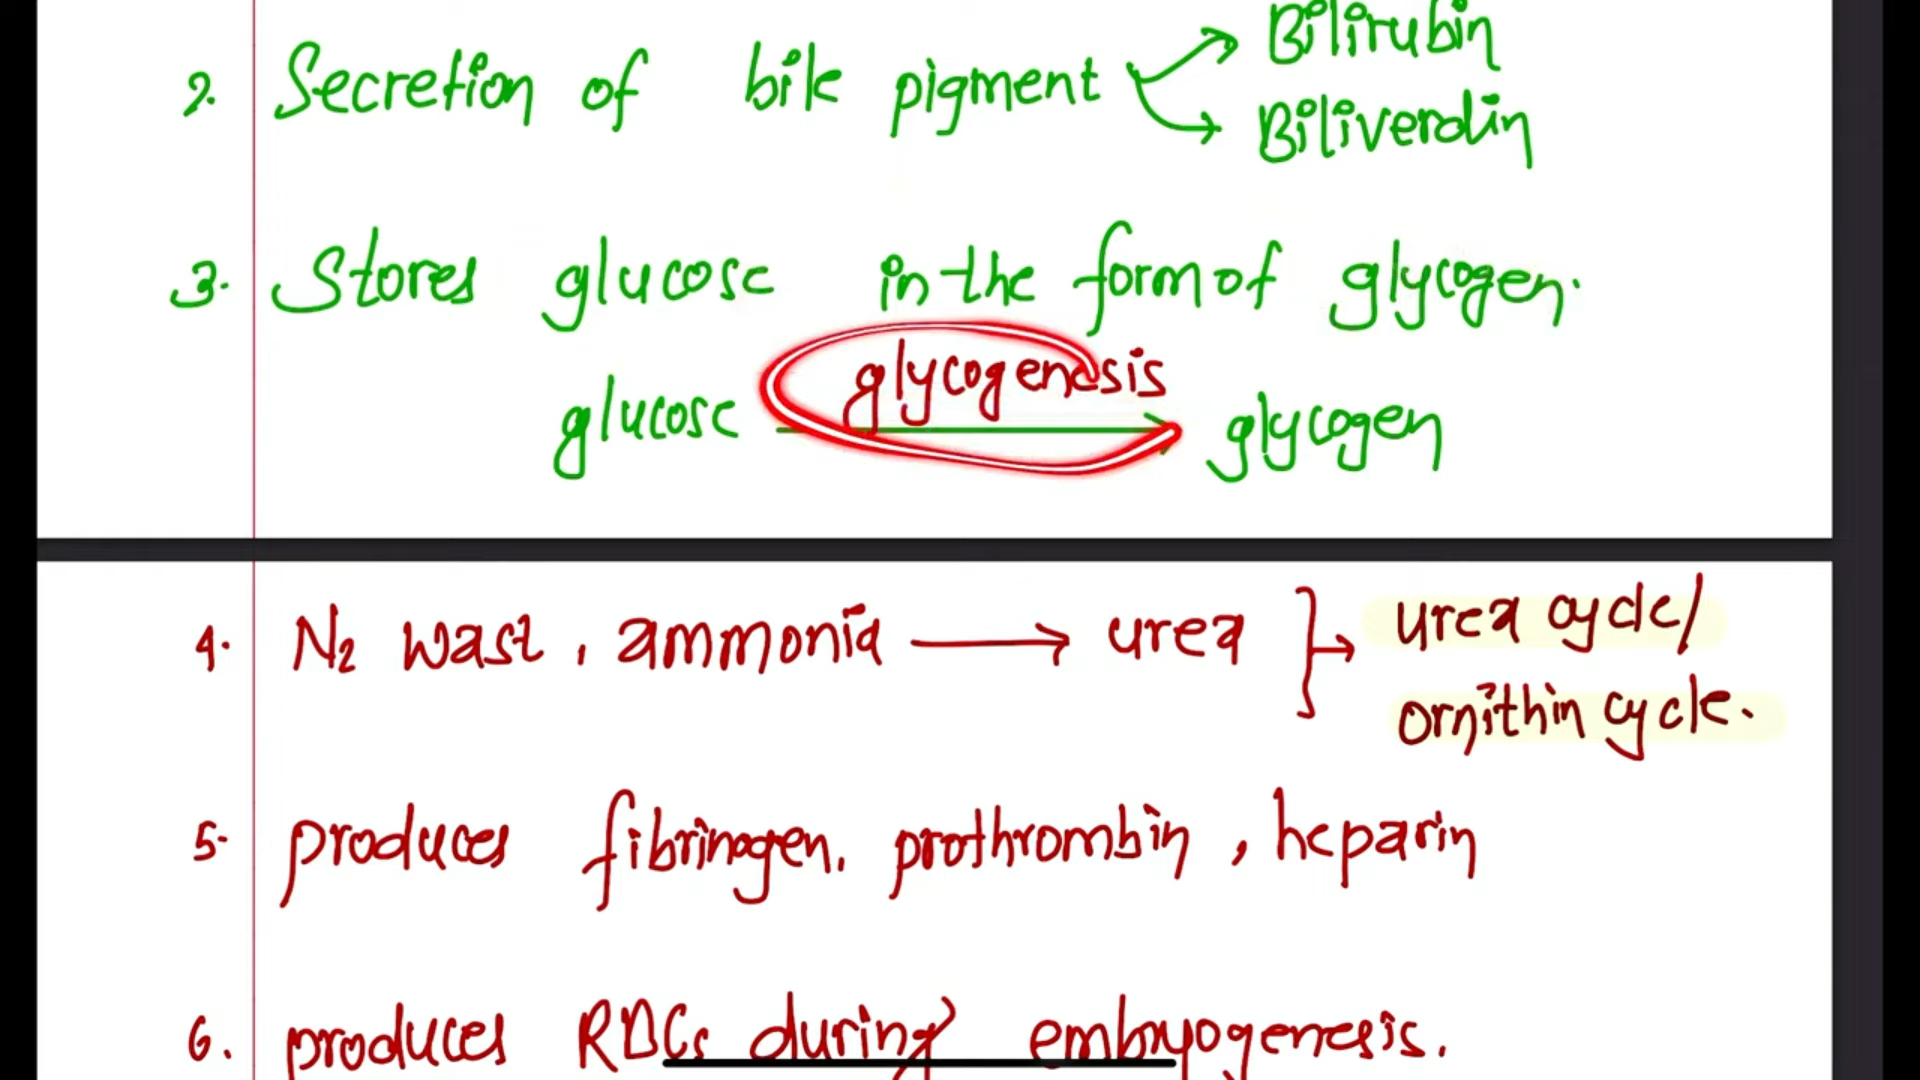 2. Secretion of bile pigment → Bilirubin
→ Biliverdin
3. Stores glucose in the form of glycogen.
glycogenesis
glucose → glycogen
4. N₂ wast, ammonia → urea } → urea cycle/
ornithin cycle.
5- produces fibrinogen, prothrombin, heparin
6. produces RBCs during embryogenesis.